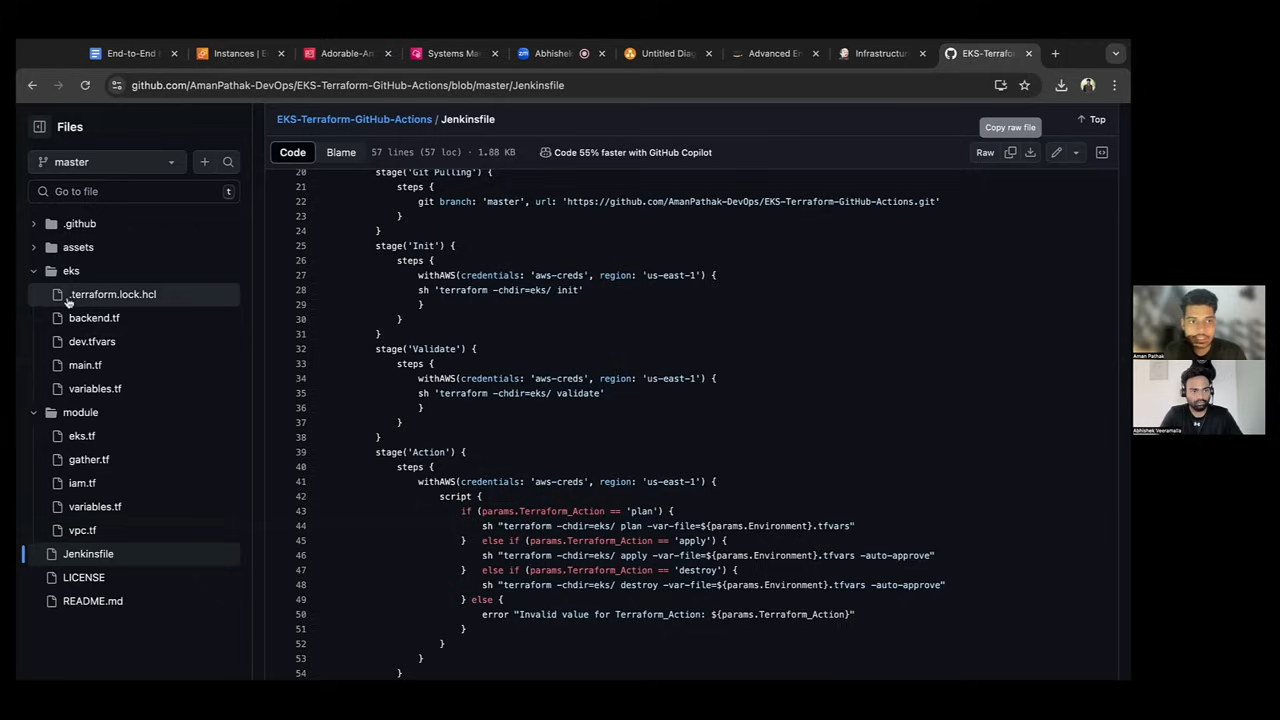 End-to-End
Instances | E
Adorable-An
Systems Ma
Abhishek
Untitled Dia
Advanced En
Infrastructur
EKS-Terrafo
github.com/AmanPathak-DevOps/EKS-Terraform-GitHub-Actions/blob/master/Jenkinsfile
Files
master
Go to file
t
.github
assets
eks
.terraform.lock.hcl
backend.tf
dev.tfvars
main.tf
variables.tf
module
eks.tf
gather.tf
iam.tf
variables.tf
vpc.tf
Jenkinsfile
LICENSE
README.md
EKS-Terraform-GitHub-Actions / Jenkinsfile
Copy raw file
Top
Code
Blame
57 lines (57 loc) · 1.88 KB
Code 55% faster with GitHub Copilot
Raw
20 stage('Git Pulling') {
21 steps {
22 git branch: 'master', url: 'https://github.com/AmanPathak-DevOps/EKS-Terraform-GitHub-Actions.git'
23 }
24 }
25 stage('Init') {
26 steps {
27 withAWS(credentials: 'aws-creds', region: 'us-east-1') {
28 sh 'terraform -chdir=eks/ init'
29 }
30 }
31 }
32 stage('Validate') {
33 steps {
34 withAWS(credentials: 'aws-creds', region: 'us-east-1') {
35 sh 'terraform -chdir=eks/ validate'
36 }
37 }
38 }
39 stage('Action') {
40 steps {
41 withAWS(credentials: 'aws-creds', region: 'us-east-1') {
42 script {
43 if (params.Terraform_Action == 'plan') {
44 sh "terraform -chdir=eks/ plan -var-file=${params.Environment}.tfvars"
45 } else if (params.Terraform_Action == 'apply') {
46 sh "terraform -chdir=eks/ apply -var-file=${params.Environment}.tfvars -auto-approve"
47 } else if (params.Terraform_Action == 'destroy') {
48 sh "terraform -chdir=eks/ destroy -var-file=${params.Environment}.tfvars -auto-approve"
49 } else {
50 error "Invalid value for Terraform_Action: ${params.Terraform_Action}"
51 }
52 }
53 }
54 }
Aman Pathak
Abhishek Veeramalla